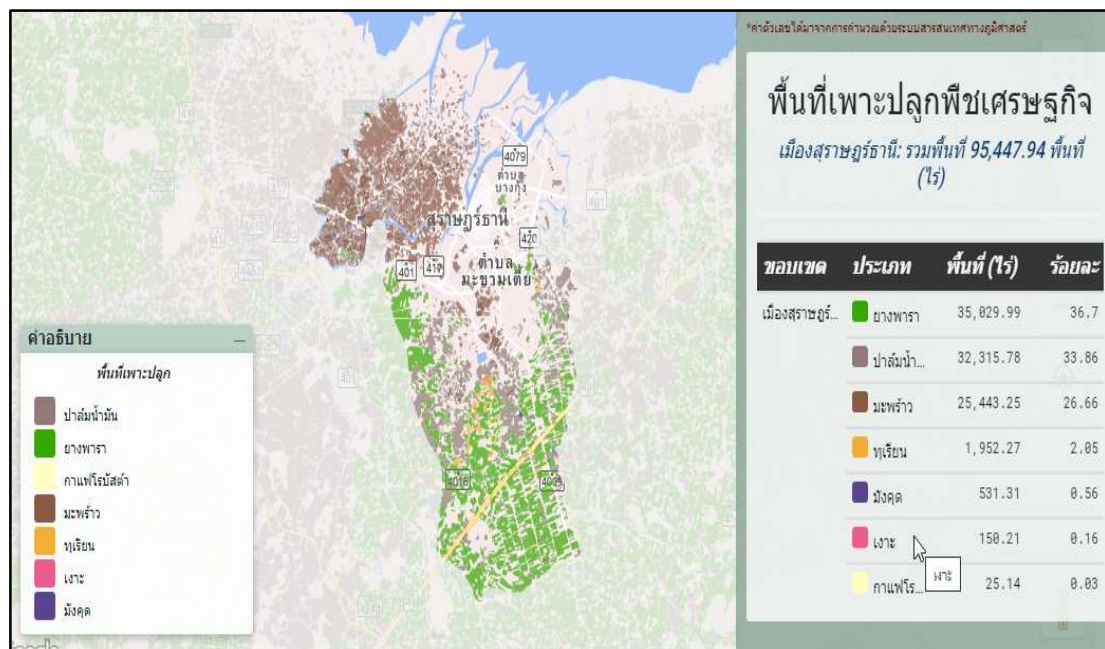 *ค่าตัวเลขได้มาจากการคำนวณด้วยระบบสารสนเทศทางภูมิศาสตร์
พื้นที่เพาะปลูกพืชเศรษฐกิจ
เมืองสุราษฎร์ธานี: รวมพื้นที่ 95,447.94 พื้นที่
(ไร่)
ขอบเขต ประเภท พื้นที่ (ไร่) ร้อยละ
เมืองสุราษฎร์... ยางพารา 35,029.99 36.7
ปาล์มน้ำ... 32,315.78 33.86
มะพร้าว 25,443.25 26.66
ทุเรียน 1,952.27 2.05
มังคุด 531.31 0.56
เงาะ 150.21 0.16
เงาะ
กาแฟโร... 25.14 0.03
4079
ตำบล
บางกุ้ง
สุราษฎร์ธานี
420
401
ตำบล
มะขามเตี้ย
401
417
4009
คำอธิบาย
พื้นที่เพาะปลูก
ปาล์มน้ำมัน
ยางพารา
กาแฟโรบัสต้า
มะพร้าว
ทุเรียน
เงาะ
มังคุด